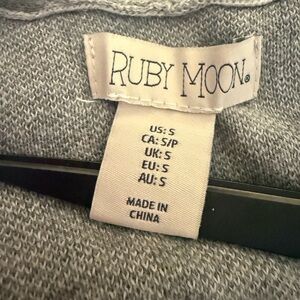 RUBY MOON®
US: S
CA: S/P
UK: S
EU: S
AU: S
MADE IN
CHINA